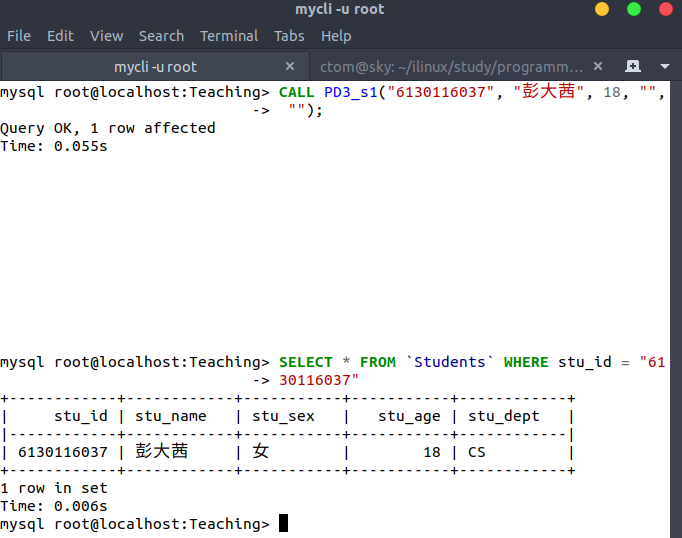 mycli -u root
File Edit View Search Terminal Tabs Help
mycli -u root × ctom@sky: ~/ilinux/study/programm... ×
mysql root@localhost:Teaching> CALL PD3_s1("6130116037", "彭大茜", 18, "",
-> "");
Query OK, 1 row affected
Time: 0.055s
mysql root@localhost:Teaching> SELECT * FROM `Students` WHERE stu_id = "61
-> 30116037"
+------------+------------+-----------+-----------+------------+
|     stu_id | stu_name   | stu_sex   |   stu_age | stu_dept   |
|------------+------------+-----------+-----------+------------|
| 6130116037 | 彭大茜     | 女        |        18 | CS         |
+------------+------------+-----------+-----------+------------+
1 row in set
Time: 0.006s
mysql root@localhost:Teaching>